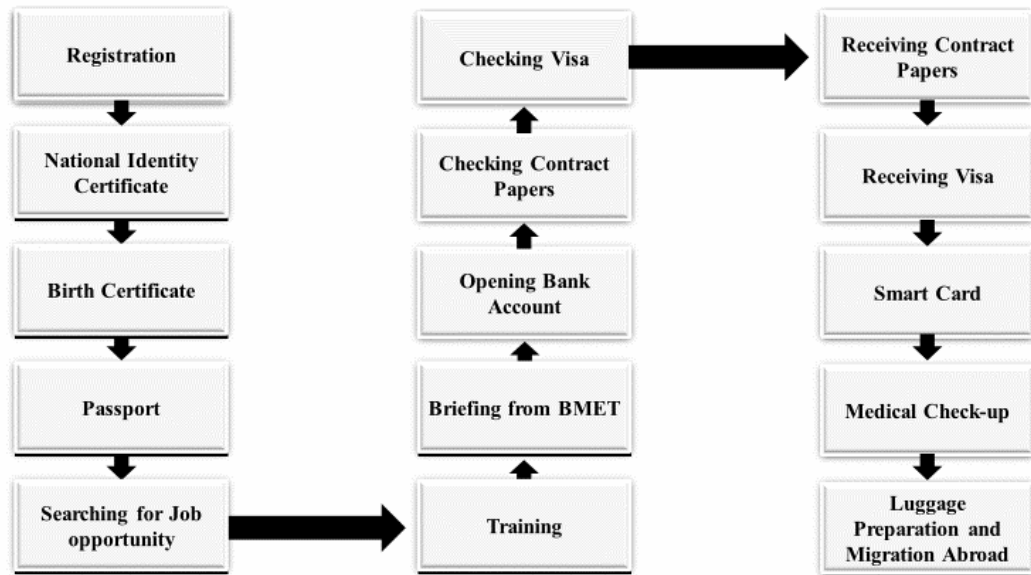 Registration
National Identity
Certificate
Birth Certificate
Passport
Searching for Job
opportunity
Training
Briefing from BMET
Opening Bank
Account
Checking Contract
Papers
Checking Visa
Receiving Contract
Papers
Receiving Visa
Smart Card
Medical Check-up
Luggage
Preparation and
Migration Abroad